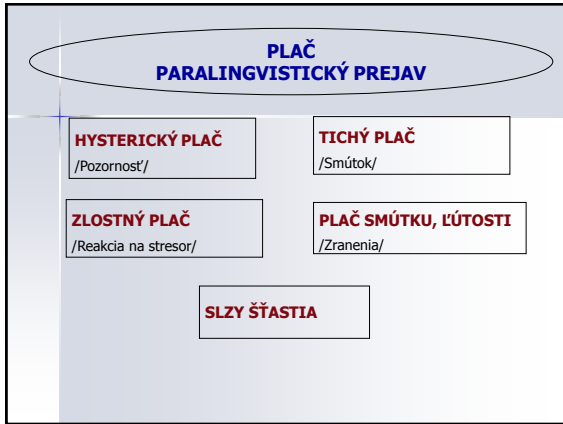 PLAČ
PARALINGVISTICKÝ PREJAV
HYSTERICKÝ PLAČ
/Pozornosť/
TICHÝ PLAČ
/Smútok/
ZLOSTNÝ PLAČ
/Reakcia na stresor/
PLAČ SMÚTKU, ĽÚTOSTI
/Zranenia/
SLZY ŠŤASTIA